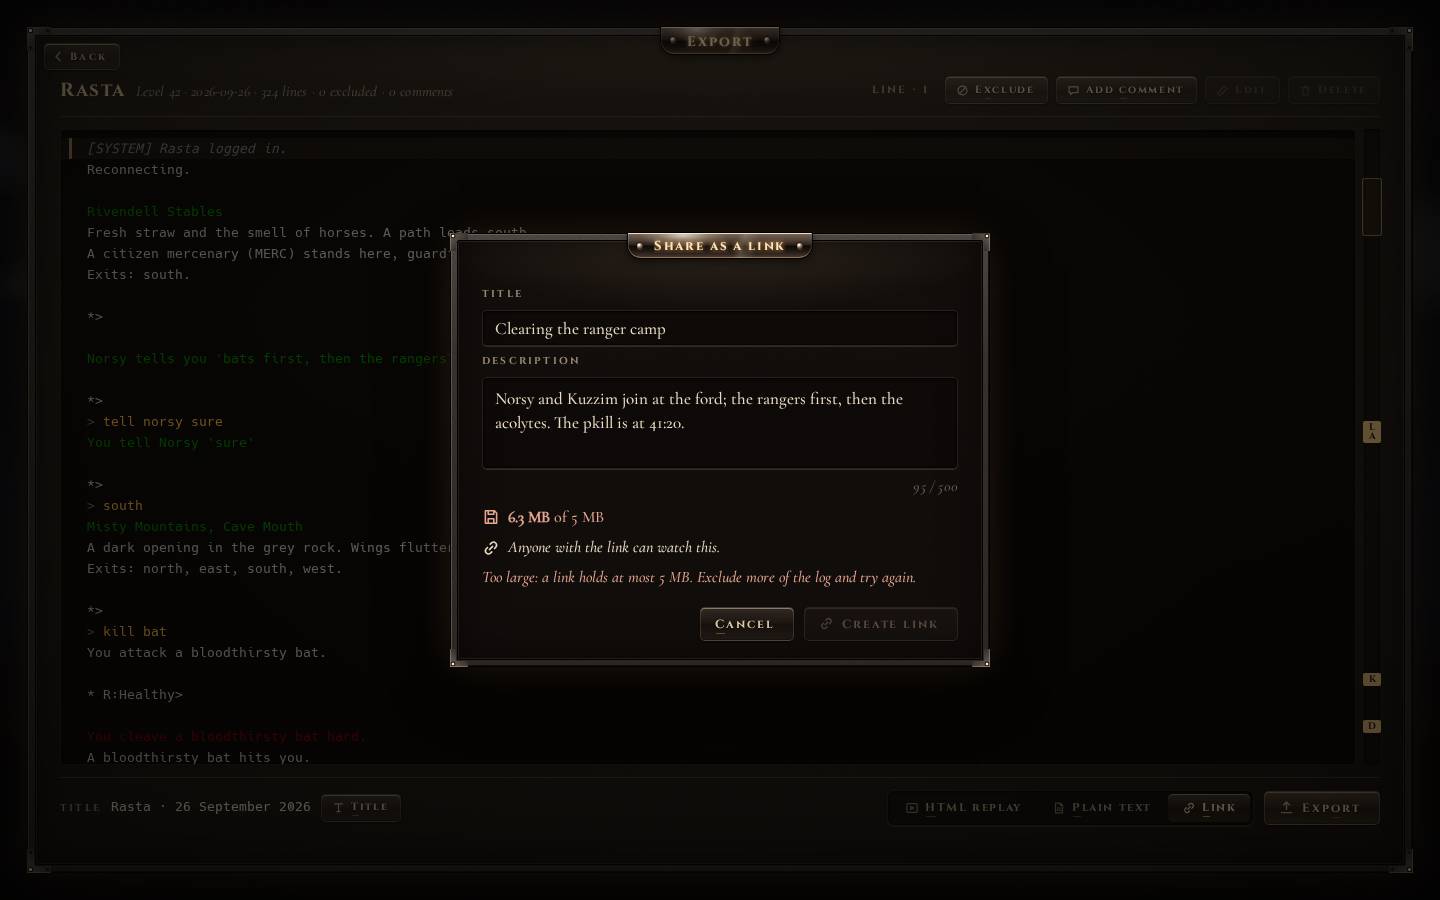 EXPORT
BACK
RASTA Level 42 · 2026-09-26 · 324 lines · 0 excluded · 0 comments
LINE · 1
EXCLUDE
ADD COMMENT
EDIT
DELETE
[SYSTEM] Rasta logged in.
Reconnecting.
Rivendell Stables
Fresh straw and the smell of horses. A path leads south.
A citizen mercenary (MERC) stands here, guard
Exits: south.
*>
Norsy tells you 'bats first, then the rangers'
*>
> tell norsy sure
You tell Norsy 'sure'
*>
> south
Misty Mountains, Cave Mouth
A dark opening in the grey rock. Wings flutter
Exits: north, east, south, west.
*>
> kill bat
You attack a bloodthirsty bat.
* R:Healthy>
You cleave a bloodthirsty bat hard.
A bloodthirsty bat hits you.
L
A
K
D
SHARE AS A LINK
TITLE
Clearing the ranger camp
DESCRIPTION
Norsy and Kuzzim join at the ford; the rangers first, then the
acolytes. The pkill is at 41:20.
95 / 500
6.3 MB of 5 MB
Anyone with the link can watch this.
Too large: a link holds at most 5 MB. Exclude more of the log and try again.
CANCEL
CREATE LINK
TITLE Rasta · 26 September 2026
TITLE
HTML REPLAY
PLAIN TEXT
LINK
EXPORT